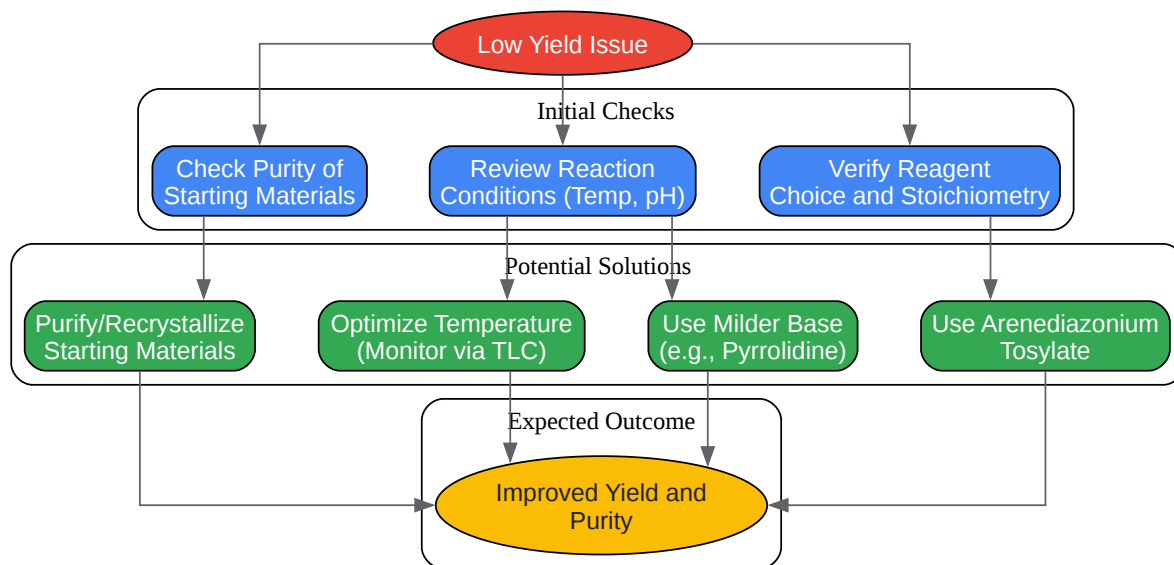 Low Yield Issue
Initial Checks
Check Purity of
Starting Materials
Review Reaction
Conditions (Temp, pH)
Verify Reagent
Choice and Stoichiometry
Potential Solutions
Purify/Recrystallize
Starting Materials
Optimize Temperature
(Monitor via TLC)
Use Milder Base
(e.g., Pyrrolidine)
Use Arenediazonium
Tosylate
Expected Outcome
Improved Yield and
Purity